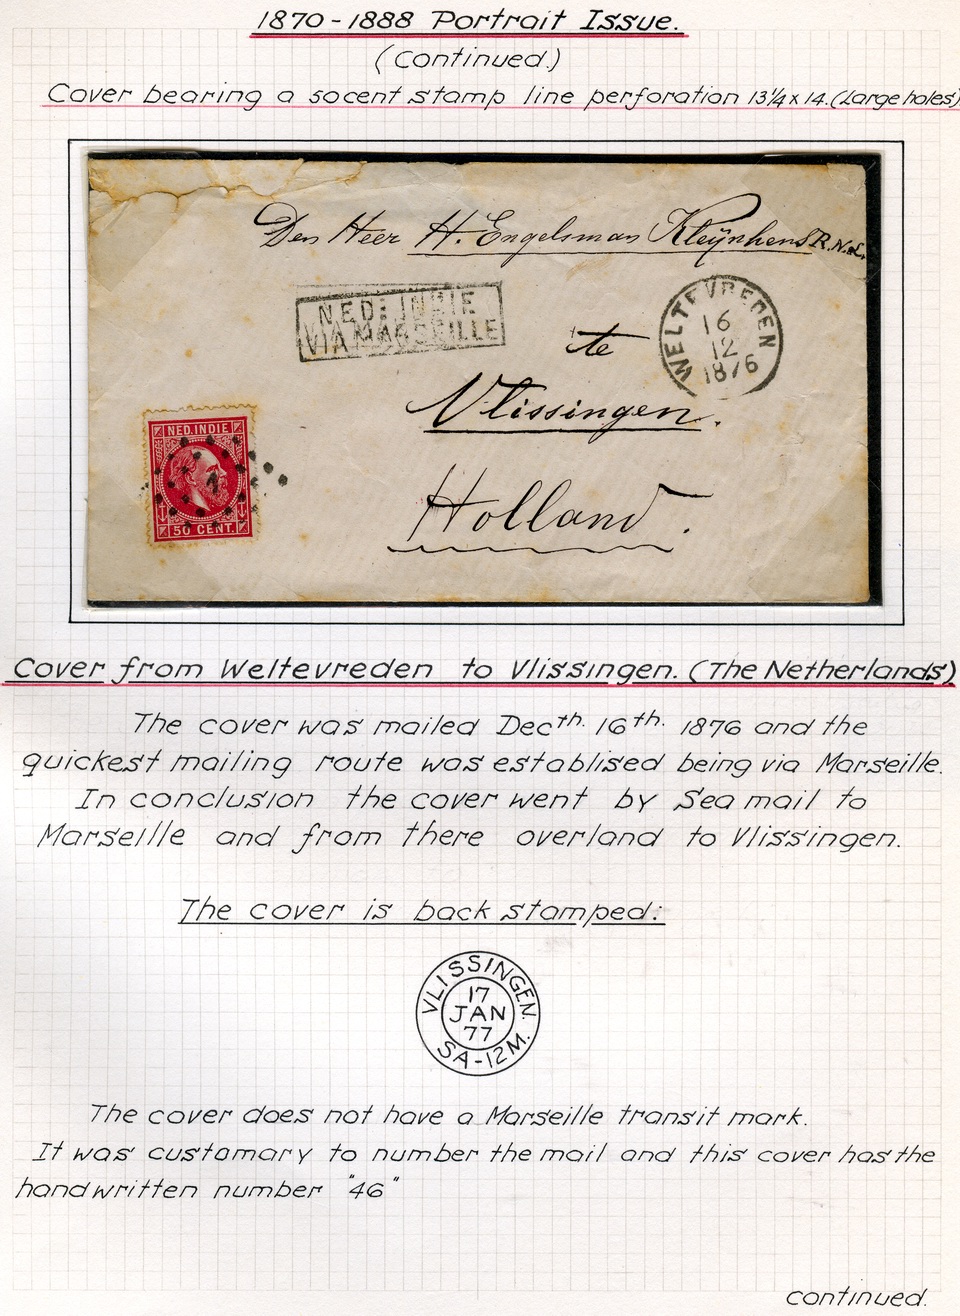 1870-1888 Portrait Issue.
(Continued.)
Cover bearing a 50cent stamp line perforation 13¼ x 14. (Large holes)
Den Heer H. Engelsman Kleÿnhens R.N.L.
NED: INDIE
VIA MARSEILLE
WELTEVREDEN
16
12
1876
te
Vlissingen.
Holland.
NED. INDIE
1
50 CENT.
Cover from Weltevreden to Vlissingen. (The Netherlands)
The cover was mailed Decth. 16th. 1876 and the
quickest mailing route was establised being via Marseille.
In conclusion the cover went by Sea mail to
Marseille and from there overland to Vlissingen.
The cover is back stamped:
VLISSINGEN.
17
JAN
77
5A-12M.
The cover does not have a Marseille transit mark.
It was customary to number the mail and this cover has the
handwritten number "46"
continued.